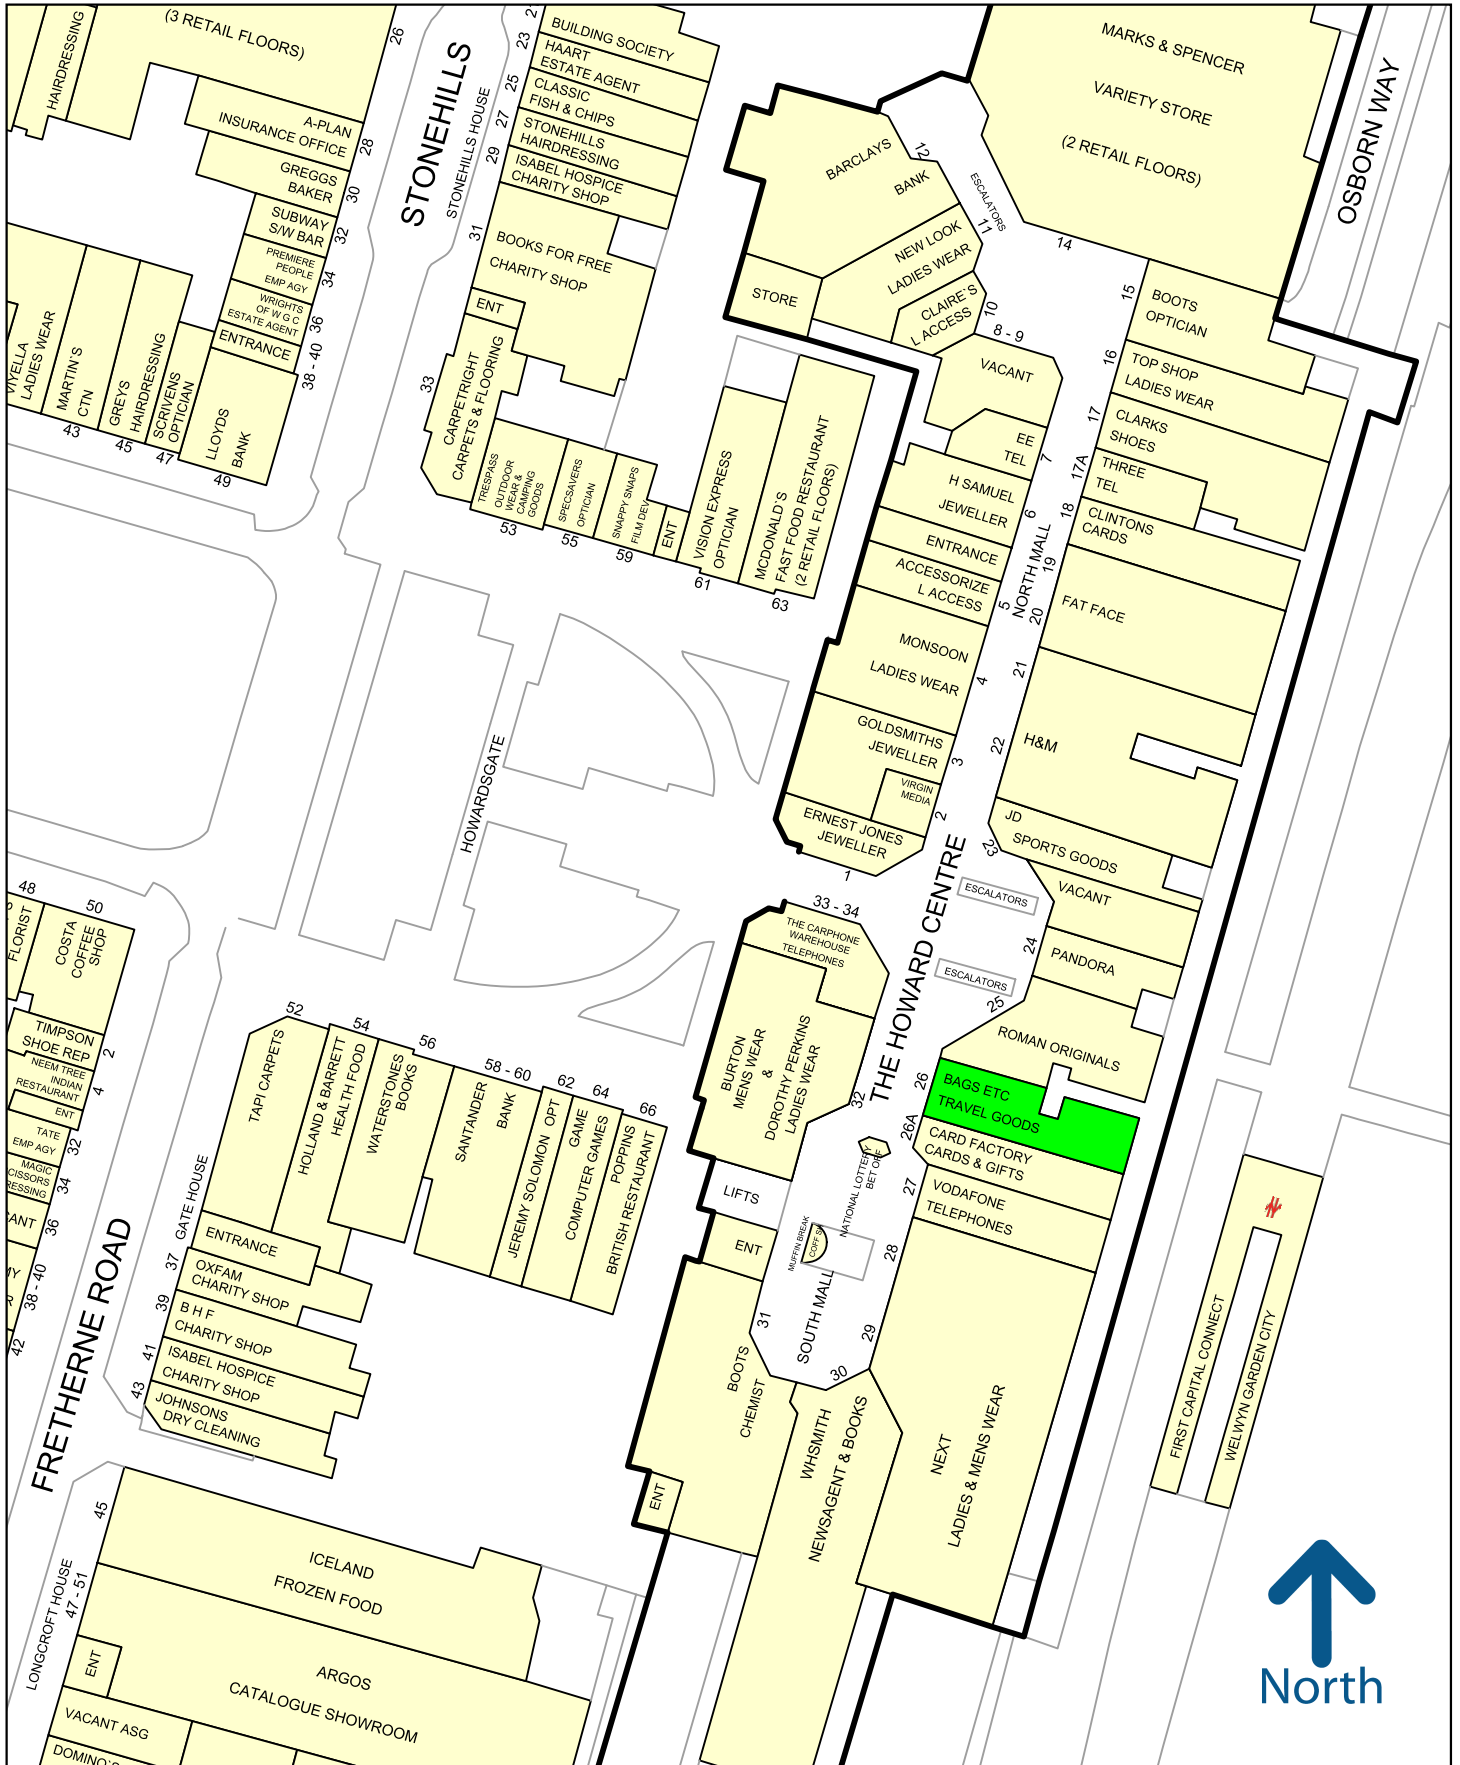 HAIRDRESSING
(3 RETAIL FLOORS)
26
A-PLAN
INSURANCE OFFICE
28
GREGGS
BAKER
30
SUBWAY
S/W BAR
32
PREMIERE
PEOPLE
EMP AGY
34
WRIGHTS
OF W G C
ESTATE AGENT
36
ENTRANCE
38 - 40
VIYELLA
LADIES WEAR
MARTIN`S
CTN
43
GREYS
HAIRDRESSING
45
SCRIVENS
OPTICIAN
47
LLOYDS
BANK
49
STONEHILLS
STONEHILLS HOUSE
BUILDING SOCIETY
23
HAART
ESTATE AGENT
25
CLASSIC
FISH & CHIPS
27
STONEHILLS
HAIRDRESSING
29
ISABEL HOSPICE
CHARITY SHOP
31
BOOKS FOR FREE
CHARITY SHOP
ENT
33
CARPETRIGHT
CARPETS & FLOORING
TRESPASS
OUTDOOR
WEAR &
CAMPING
GOODS
53
SPECSAVERS
OPTICIAN
55
SNAPPY SNAPS
FILM DEV
59
ENT
VISION EXPRESS
OPTICIAN
61
MCDONALD`S
FAST FOOD RESTAURANT
(2 RETAIL FLOORS)
63
MARKS & SPENCER
VARIETY STORE
(2 RETAIL FLOORS)
OSBORN WAY
BARCLAYS
BANK
12
ESCALATORS
11
14
NEW LOOK
LADIES WEAR
STORE
CLAIRE`S
L ACCESS
10
8 - 9
VACANT
15
BOOTS
OPTICIAN
16
TOP SHOP
LADIES WEAR
17
CLARKS
SHOES
17A
THREE
TEL
18
CLINTONS
CARDS
EE
TEL
7
H SAMUEL
JEWELLER
6
ENTRANCE
ACCESSORIZE
L ACCESS
5
NORTH MALL
19
20
FAT FACE
MONSOON
LADIES WEAR
4
21
GOLDSMITHS
JEWELLER
3
22
H&M
VIRGIN
MEDIA
2
ERNEST JONES
JEWELLER
1
JD
SPORTS GOODS
23
HOWARDSGATE
THE HOWARD CENTRE
ESCALATORS
VACANT
24
PANDORA
ESCALATORS
25
ROMAN ORIGINALS
33 - 34
THE CARPHONE
WAREHOUSE
TELEPHONES
BURTON
MENS WEAR
&
DOROTHY PERKINS
LADIES WEAR
32
26
BAGS ETC
TRAVEL GOODS
26A
CARD FACTORY
CARDS & GIFTS
27
VODAFONE
TELEPHONES
28
NATIONAL LOTTERY
BET OFF
MUFFIN BREAK
LIFTS
ENT
SOUTH MALL
31
29
30
BOOTS
CHEMIST
ENT
WHSMITH
NEWSAGENT & BOOKS
NEXT
LADIES & MENS WEAR
48
FLORIST
50
COSTA
COFFEE
SHOP
TIMPSON
SHOE REP
2
NEEM TREE
INDIAN
RESTAURANT
4
ENT
TATE
EMP AGY
32
MAGIC
34
36
38 - 40
42
FRETHERNE ROAD
GATE HOUSE
52
TAPI CARPETS
54
HOLLAND & BARRETT
HEALTH FOOD
56
WATERSTONES
BOOKS
58 - 60
SANTANDER
BANK
62
JEREMY SOLOMON OPT
64
GAME
COMPUTER GAMES
66
POPPINS
BRITISH RESTAURANT
ENTRANCE
37
OXFAM
CHARITY SHOP
39
B H F
CHARITY SHOP
41
ISABEL HOSPICE
CHARITY SHOP
43
JOHNSONS
DRY CLEANING
45
ICELAND
FROZEN FOOD
LONGCROFT HOUSE
47 - 51
ENT
ARGOS
CATALOGUE SHOWROOM
VACANT ASG
DOMINO`S
FIRST CAPITAL CONNECT
WELWYN GARDEN CITY
North